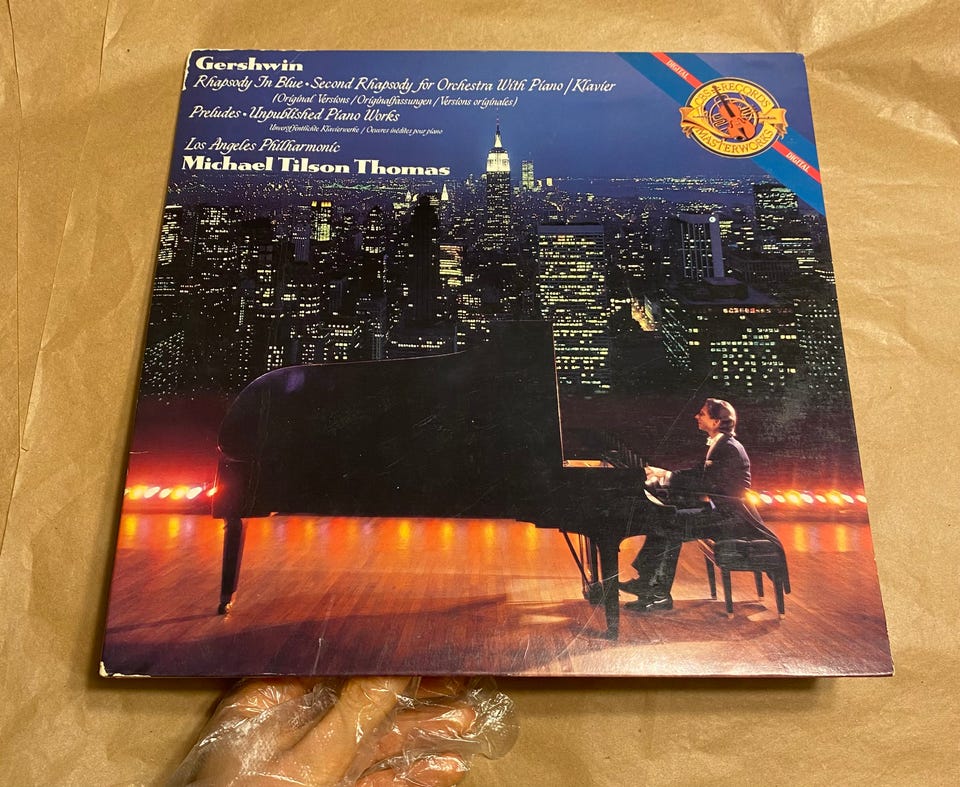 Gershwin
Rhapsody In Blue • Second Rhapsody for Orchestra With Piano / Klavier
(Original Versions / Originalfassungen / Versions originales)
Preludes • Unpublished Piano Works
Unveröffentlichte Klavierwerke / Oeuvres inédites pour piano
Los Angeles Philharmonic
Michael Tilson Thomas
DIGITAL
CBS RECORDS
MASTERWORKS
DIGITAL